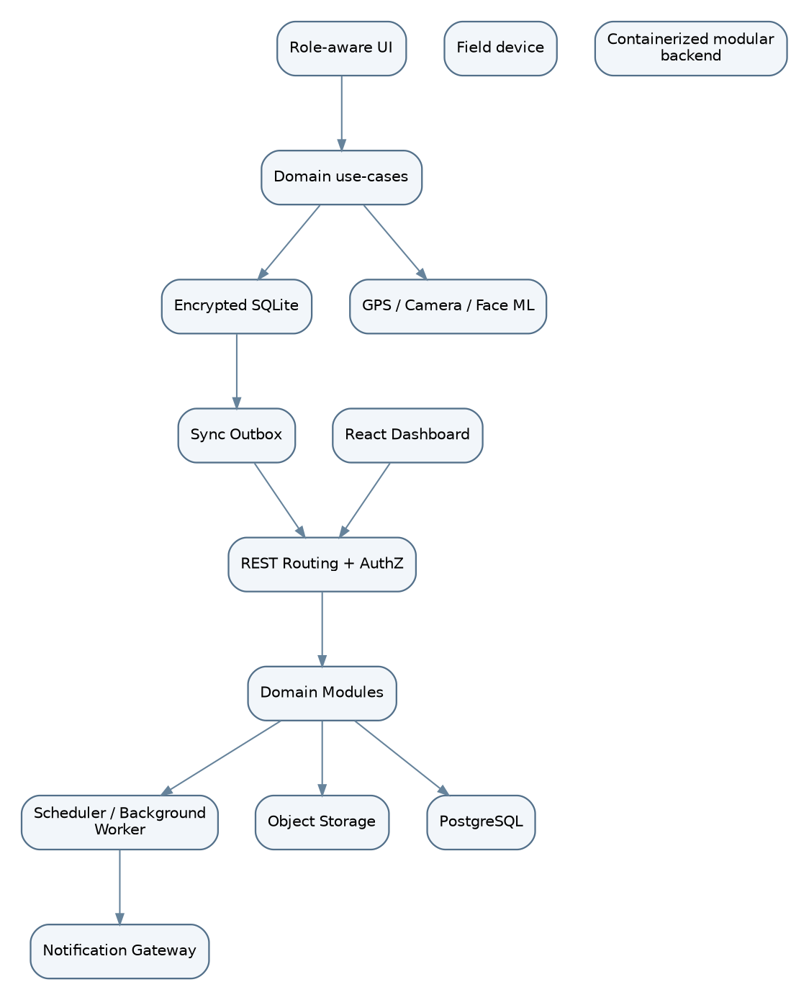 Role-aware UI
Field device
Containerized modular
backend
Domain use-cases
Encrypted SQLite
GPS / Camera / Face ML
Sync Outbox
React Dashboard
REST Routing + AuthZ
Domain Modules
Scheduler / Background
Worker
Object Storage
PostgreSQL
Notification Gateway